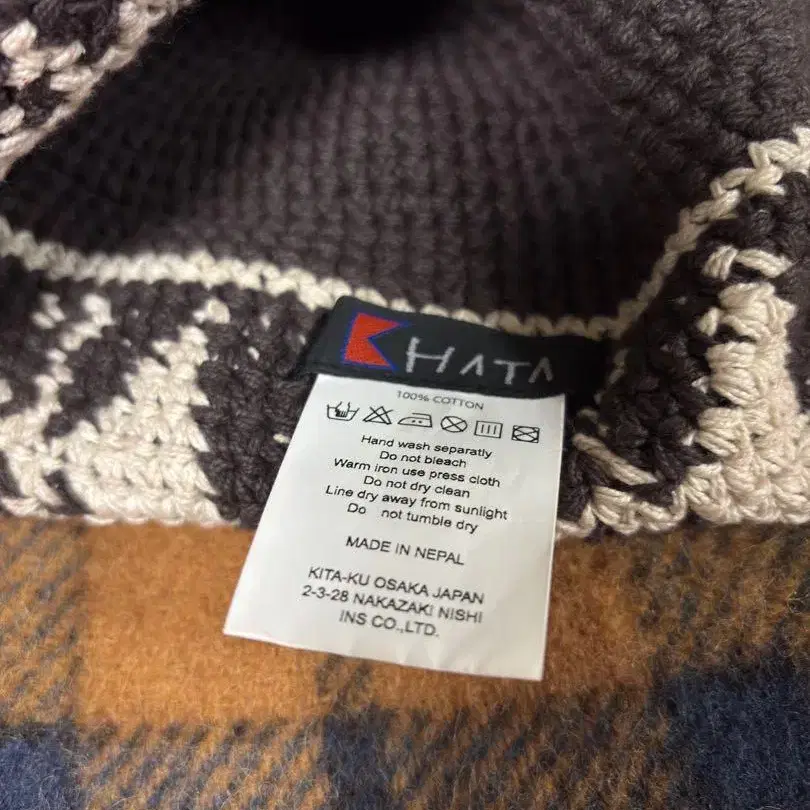 HATA
100% COTTON
Hand wash separatly
Do not bleach
Warm iron use press cloth
Do not dry clean
Line dry away from sunlight
Do not tumble dry
MADE IN NEPAL
KITA-KU OSAKA JAPAN
2-3-28 NAKAZAKI NISHI
INS CO.,LTD.